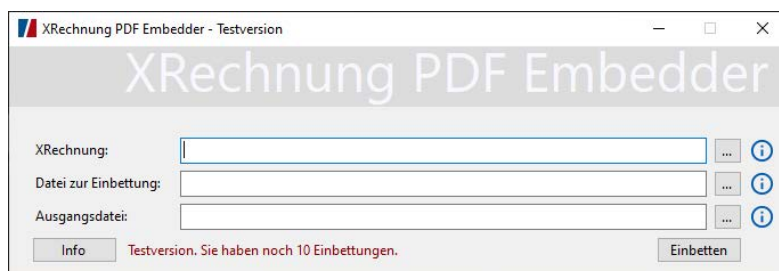 XRechnung PDF Embedder - Testversion
XRechnung PDF Embedder
XRechnung:
...
Datei zur Einbettung:
...
Ausgangsdatei:
...
Info Testversion. Sie haben noch 10 Einbettungen. Einbetten